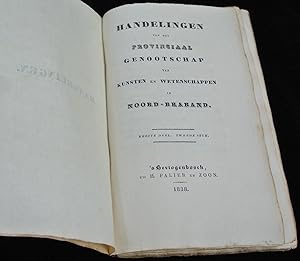 HANDELINGEN
VAN HET
PROVINCIAAL
GENOOTSCHAP
VAN
KUNSTEN EN WETENSCHAPPEN
IN
NOORD-BRABAND.
EERSTE DEEL. TWEEDE STUK.
's Hertogenbosch,
H. PALIER EN ZOON.
1838.